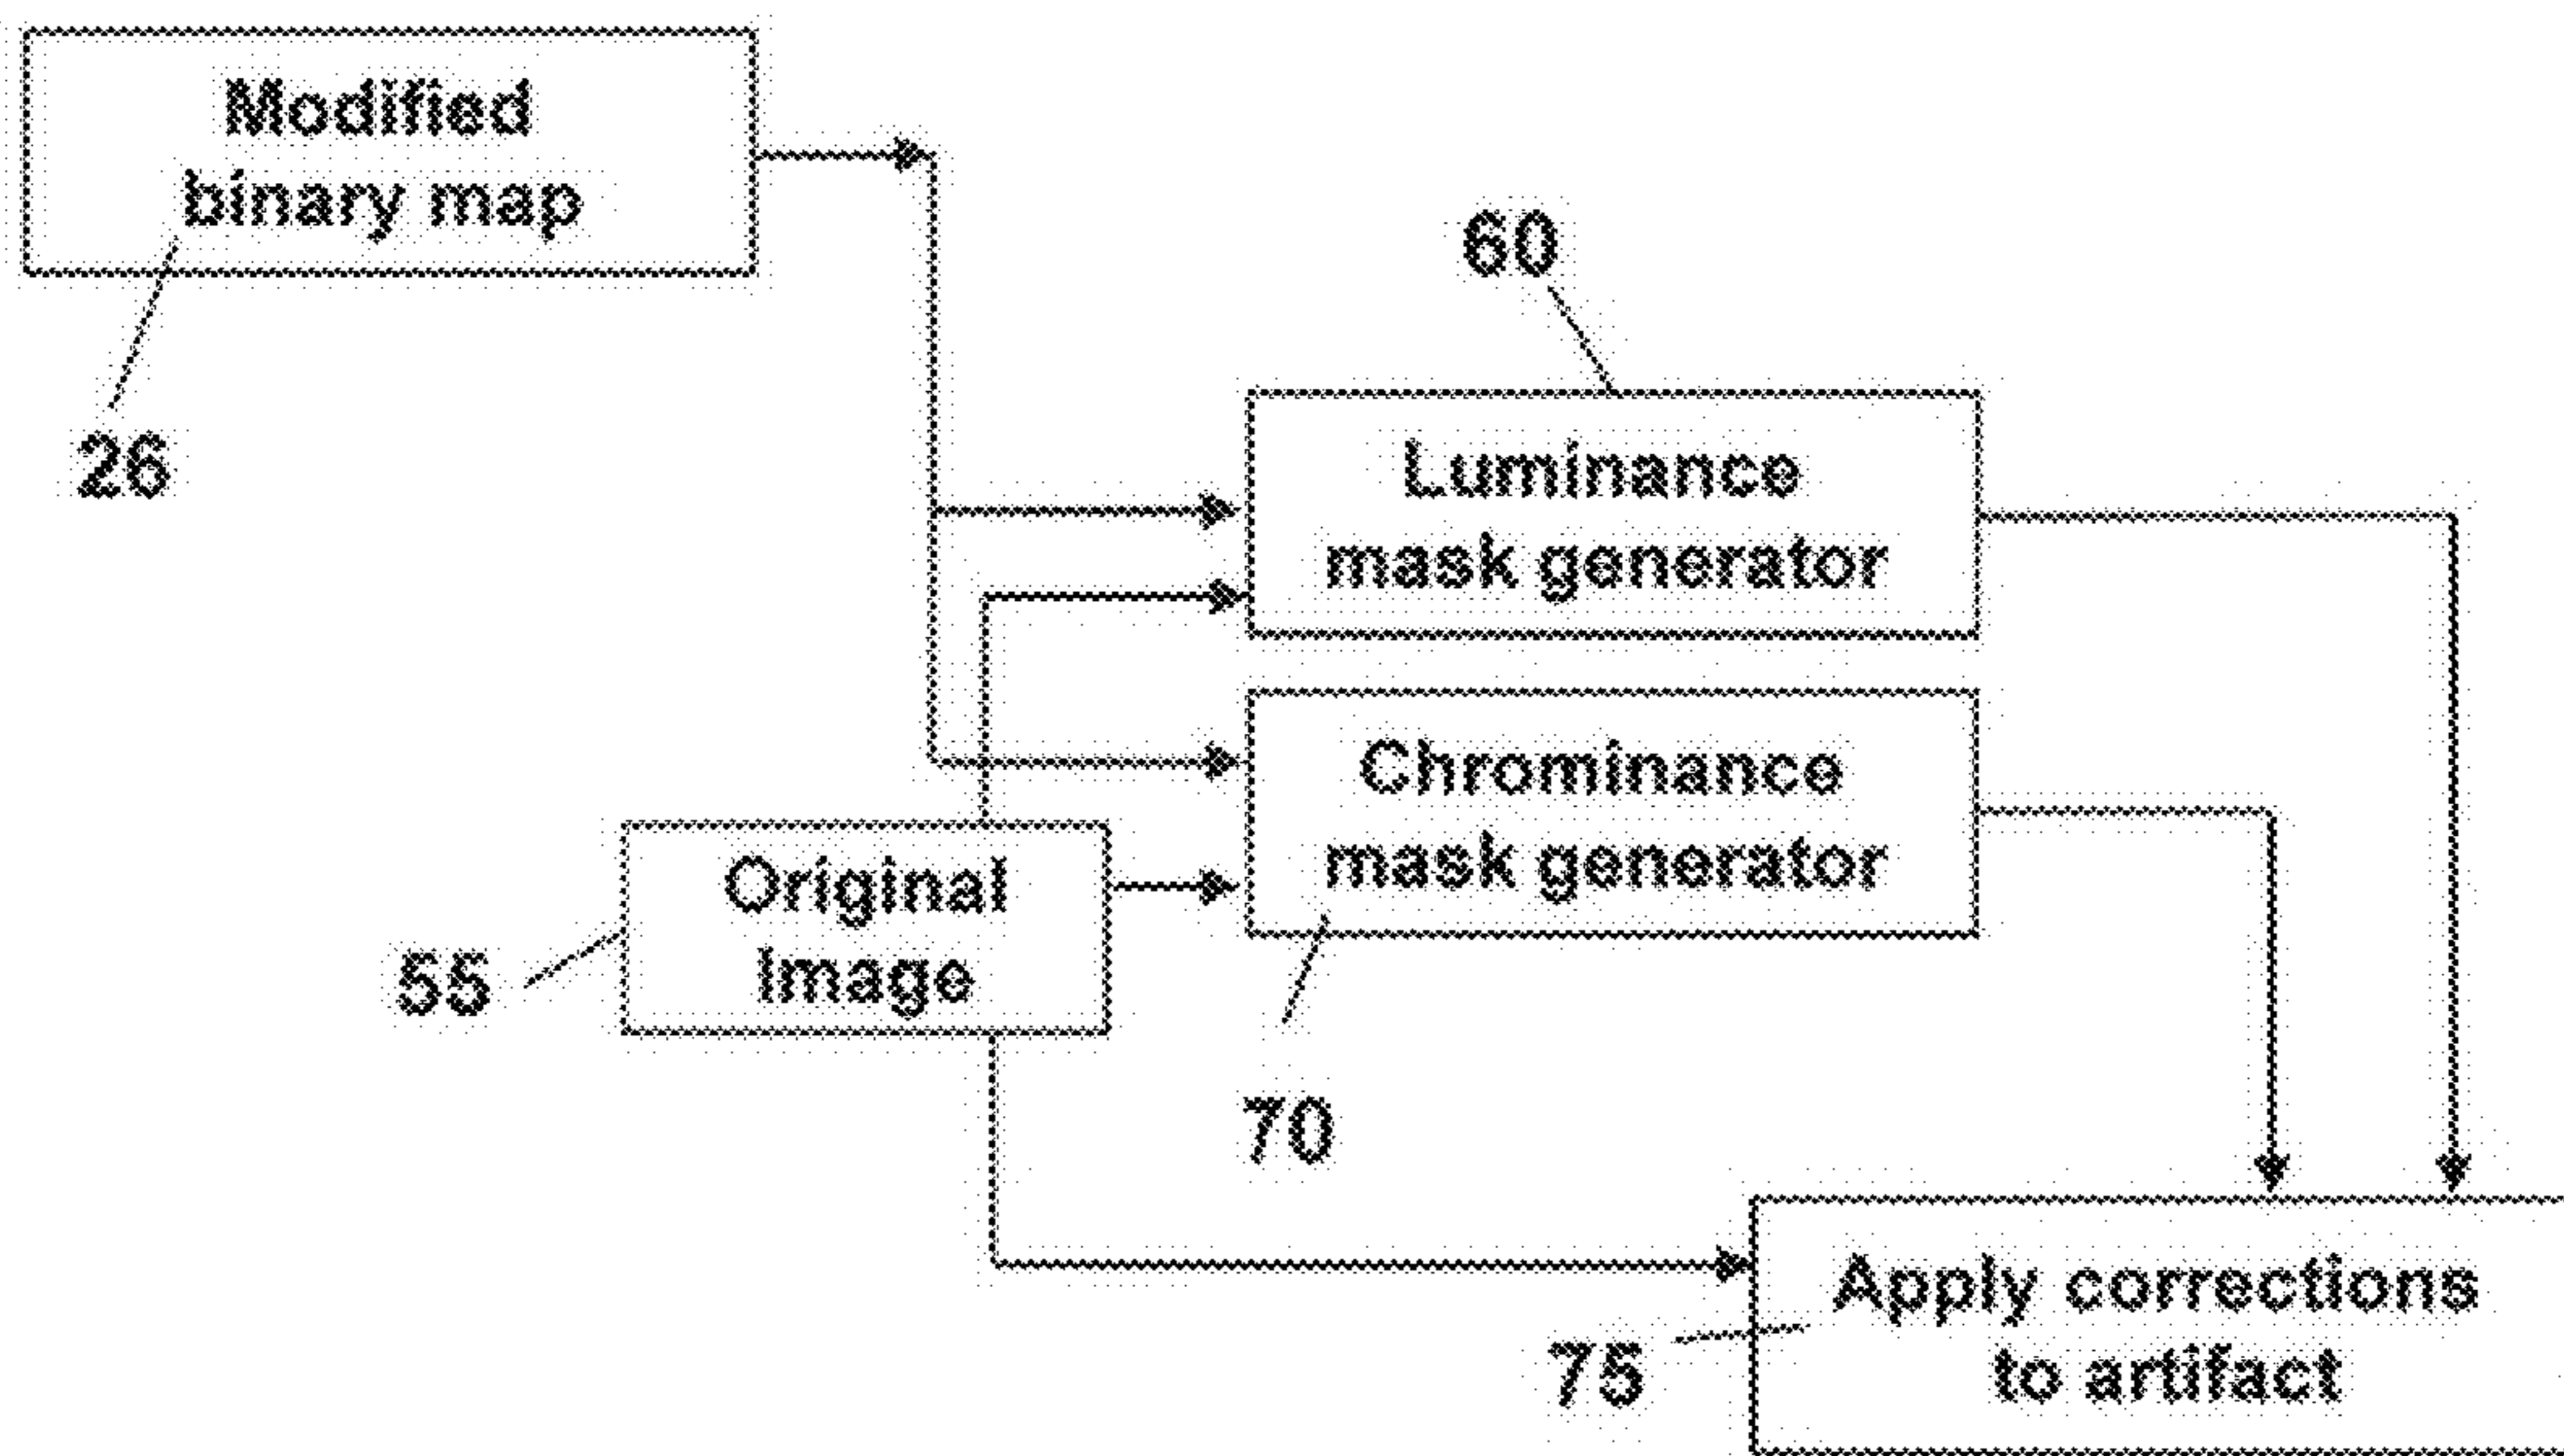 Modified
binary map
26
60
Luminance
mask generator
Chrominance
mask generator
Original
Image
55
70
Apply corrections
to artifact
75